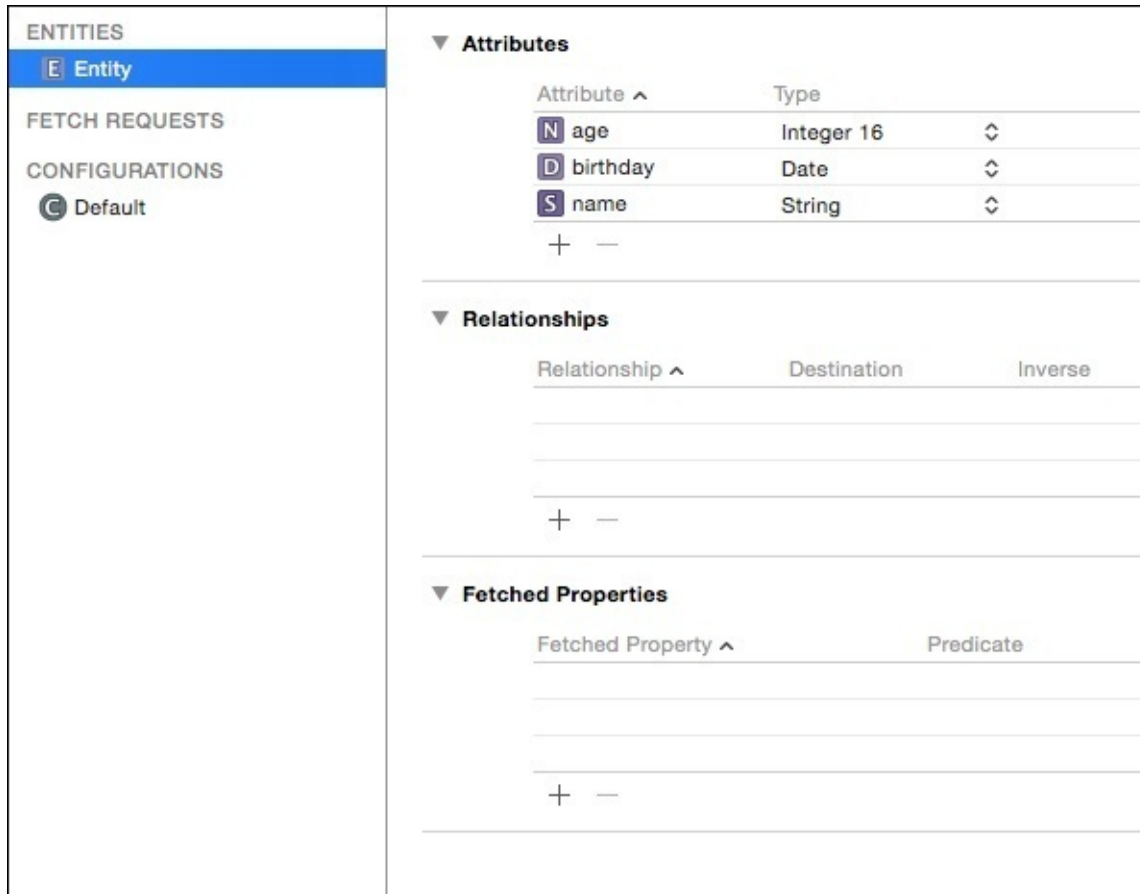 ENTITIES
E Entity
FETCH REQUESTS
CONFIGURATIONS
C Default
Attributes
Attribute Type
N age Integer 16
D birthday Date
S name String
+ —
Relationships
Relationship Destination Inverse
+ —
Fetched Properties
Fetched Property Predicate
+ —